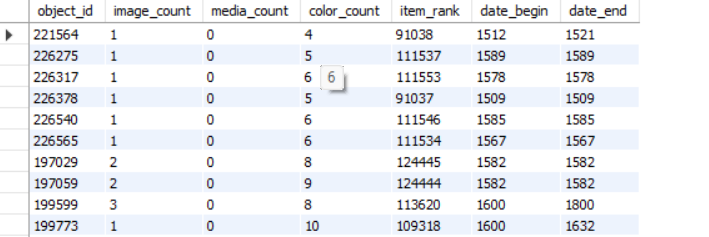 object_id image_count media_count color_count item_rank date_begin date_end
221564 1 0 4 91038 1512 1521
226275 1 0 5 111537 1589 1589
226317 1 0 6 6 111553 1578 1578
226378 1 0 5 91037 1509 1509
226540 1 0 6 111546 1585 1585
226565 1 0 6 111534 1567 1567
197029 2 0 8 124445 1582 1582
197059 2 0 9 124444 1582 1582
199599 3 0 8 113620 1600 1800
199773 1 0 10 109318 1600 1632